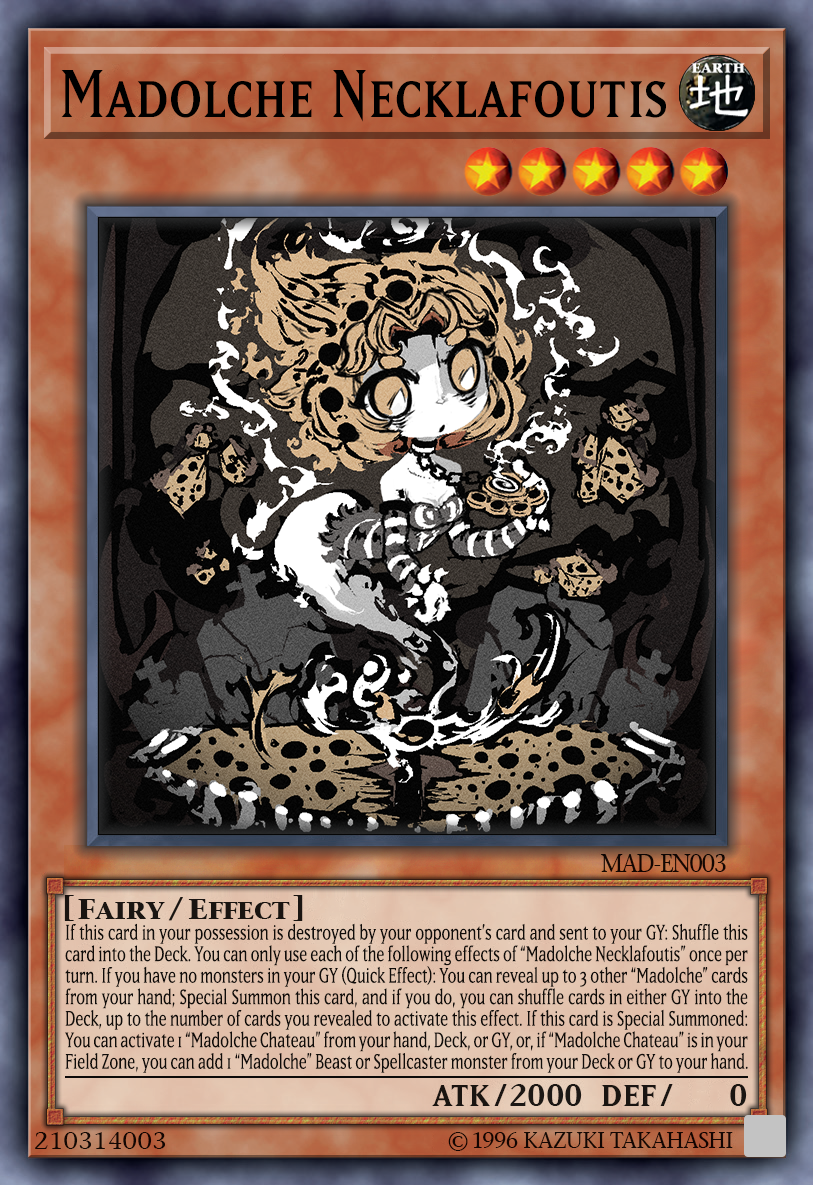 Madolche Necklafoutis
EARTH
地
MAD-EN003
[Fairy / Effect]
If this card in your possession is destroyed by your opponent's card and sent to your GY: Shuffle this
card into the Deck. You can only use each of the following effects of “Madolche Necklafoutis” once per
turn. If you have no monsters in your GY (Quick Effect): You can reveal up to 3 other “Madolche” cards
from your hand; Special Summon this card, and if you do, you can shuffle cards in either GY into the
Deck, up to the number of cards you revealed to activate this effect. If this card is Special Summoned:
You can activate 1 “Madolche Chateau” from your hand, Deck, or GY, or, if “Madolche Chateau” is in your
Field Zone, you can add 1 “Madolche” Beast or Spellcaster monster from your Deck or GY to your hand.
ATK/2000 DEF/ 0
210314003
© 1996 KAZUKI TAKAHASHI